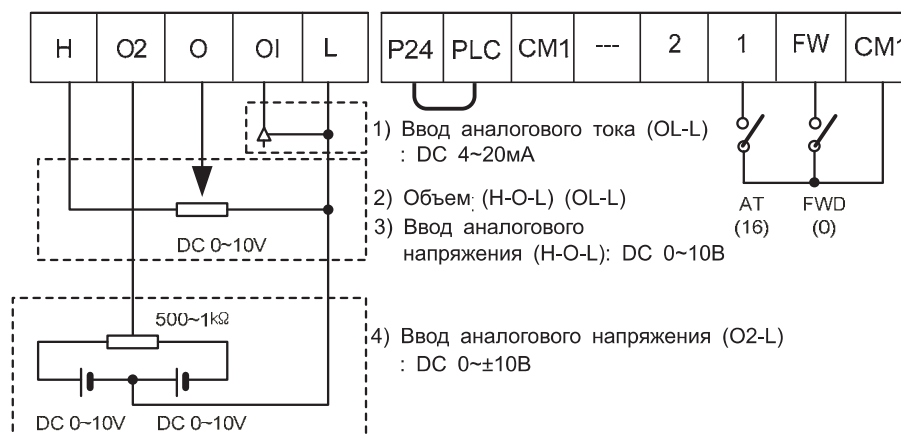 H O2 O OI L P24 PLC CM1 --- 2 1 FW CM1
1) Ввод аналогового тока (OL-L)
: DC 4~20мА
2) Объем: (H-O-L) (OL-L)
3) Ввод аналогового
напряжения (H-O-L): DC 0~10В
DC 0~10V
AT
(16)
FWD
(0)
500~1kΩ
4) Ввод аналогового напряжения (O2-L)
: DC 0~±10В
DC 0~10V DC 0~10V